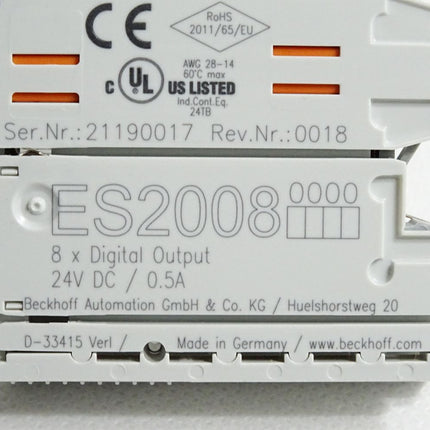 CE
RoHS
2011/65/EU
AWG 28-14
60°C max
C UL US LISTED
Ind.Cont.Eq.
24TB
Ser.Nr.: 21190017 Rev.Nr.: 0018
ES2008
8 x Digital Output
24V DC / 0.5A
Beckhoff Automation GmbH & Co. KG / Huelshorstweg 20
D-33415 Verl / Made in Germany / www.beckhoff.com